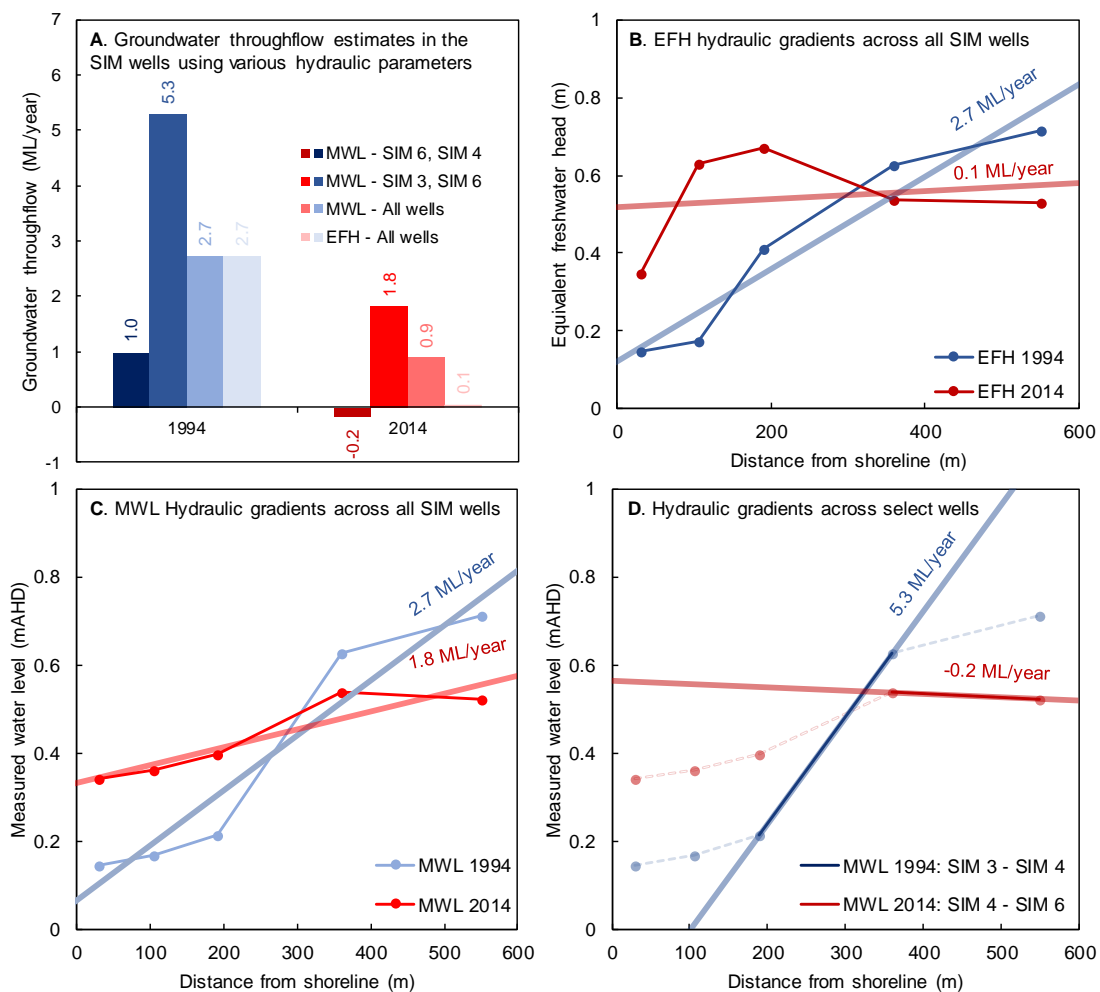 A. Groundwater throughflow estimates in the
SIM wells using various hydraulic parameters
Groundwater throughflow (ML/year)
7
6
5
4
3
2
1
0
-1
1.0
5.3
2.7
2.7
-0.2
1.8
0.9
0.1
MWL - SIM 6, SIM 4
MWL - SIM 3, SIM 6
MWL - All wells
EFH - All wells
1994
2014
B. EFH hydraulic gradients across all SIM wells
Equivalent freshwater head (m)
1
0.8
0.6
0.4
0.2
0
2.7 ML/year
0.1 ML/year
EFH 1994
EFH 2014
0
200
400
600
Distance from shoreline (m)
C. MWL Hydraulic gradients across all SIM wells
Measured water level (mAHD)
1
0.8
0.6
0.4
0.2
0
2.7 ML/year
1.8 ML/year
MWL 1994
MWL 2014
0
100
200
300
400
500
600
Distance from shoreline (m)
D. Hydraulic gradients across select wells
Measured water level (mAHD)
1
0.8
0.6
0.4
0.2
0
5.3 ML/year
-0.2 ML/year
MWL 1994: SIM 3 - SIM 4
MWL 2014: SIM 4 - SIM 6
0
100
200
300
400
500
600
Distance from shoreline (m)